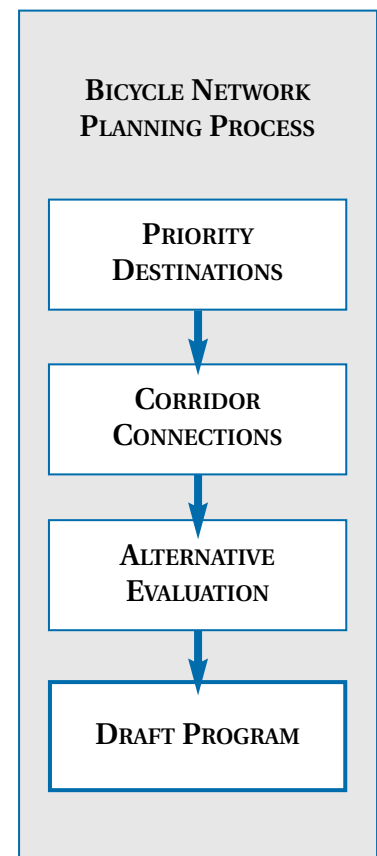 BICYCLE NETWORK
PLANNING PROCESS
PRIORITY
DESTINATIONS
CORRIDOR
CONNECTIONS
ALTERNATIVE
EVALUATION
DRAFT PROGRAM